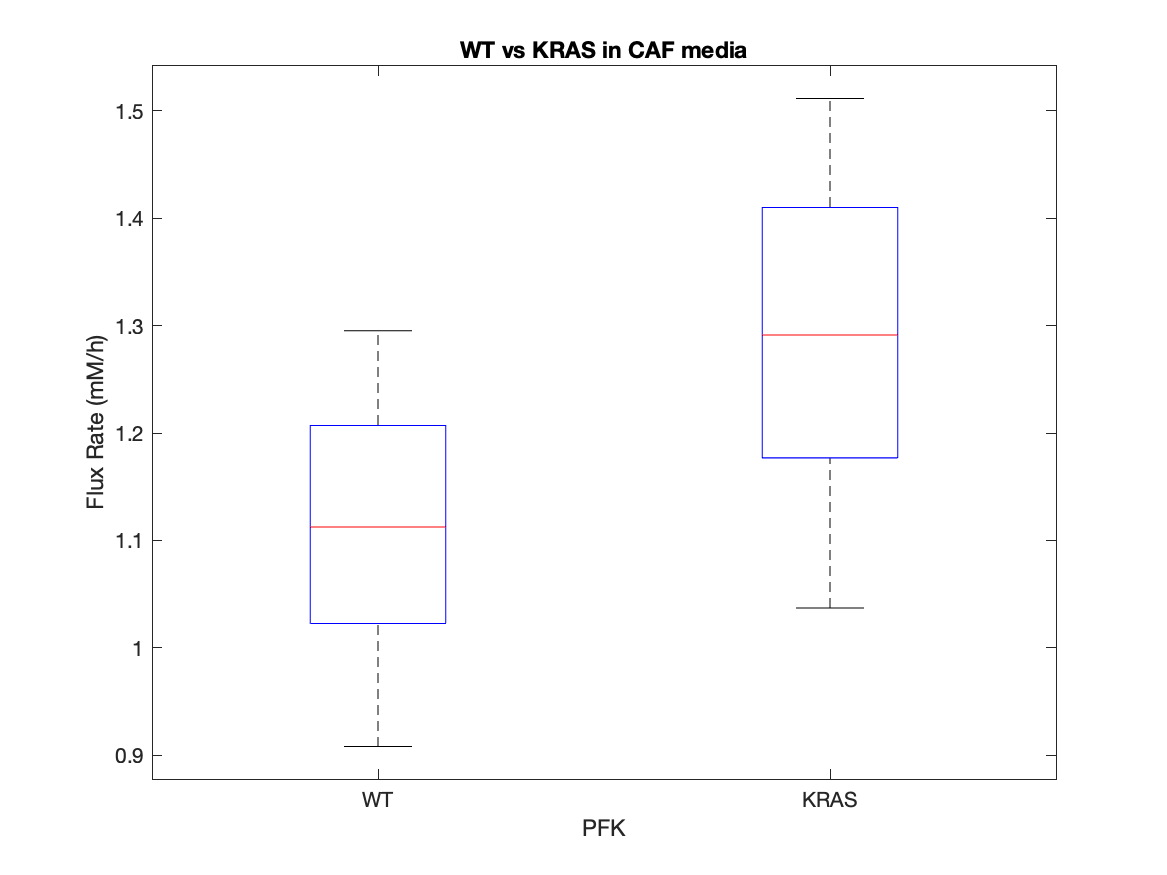 WT vs KRAS in CAF media
1.5
1.4
1.3
1.2
1.1
1
0.9
Flux Rate (mM/h)
WT KRAS
PFK